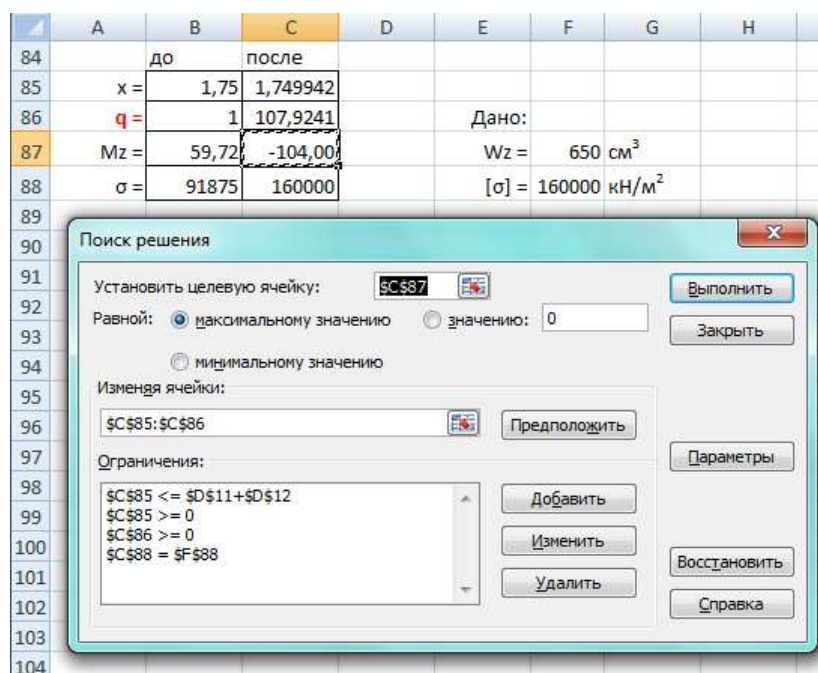 A B C D E F G H
84 до после
85 x = 1,75 1,749942
86 q = 1 107,9241 Дано:
87 Mz = 59,72 -104,00 Wz = 650 см³
88 σ = 91875 160000 [σ] = 160000 кН/м²
89
90 Поиск решения
91 Установить целевую ячейку: $C$87 Выполнить
92 Равной: максимальному значению значению: 0
93 Закрыть
94 минимальному значению
95 Изменяя ячейки:
96 $C$85:$C$86 Предположить
97 Ограничения: Параметры
98 $C$85 <= $D$11+$D$12 Добавить
99 $C$85 >= 0
$C$86 >= 0
100 $C$88 = $F$88 Изменить
101 Восстановить
Удалить
102 Справка
103
104